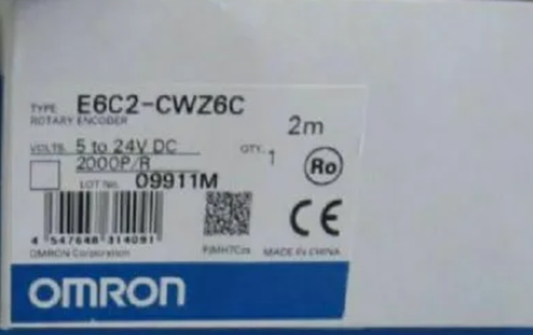 TYPE E6C2-CWZ6C
ROTARY ENCODER
2m
VOLTS. 5 to 24V DC QTY. 1
2000P/R
Ro
LOT No. 09911M
CE
4 547648 314091
OMRON Corporation MADE IN CHINA
OMRON